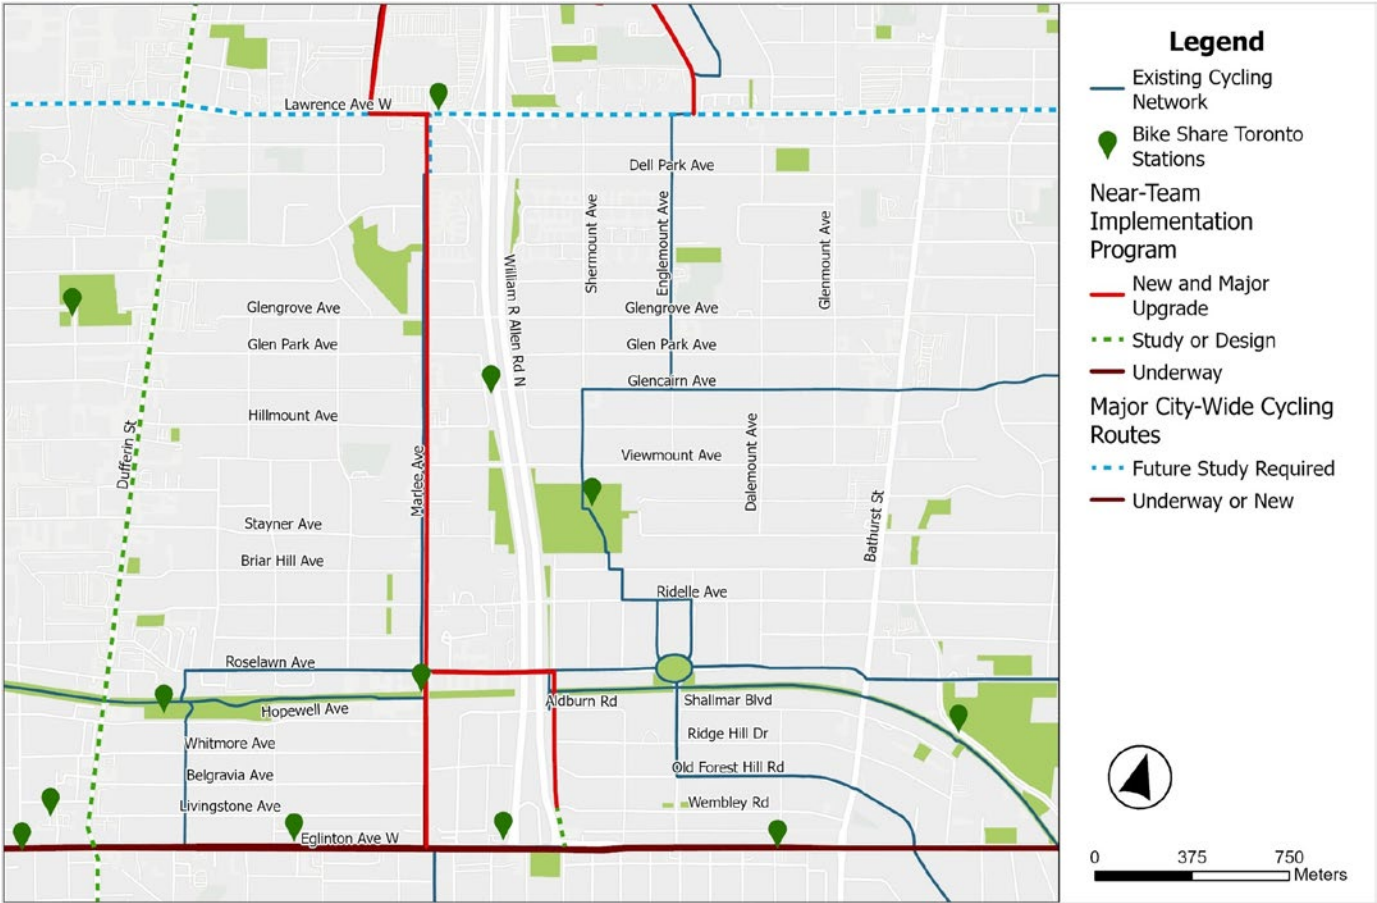 Lawrence Ave W
Dell Park Ave
Shermount Ave
Englemount Ave
Glenmount Ave
William R Allen Rd N
Glengrove Ave
Glengrove Ave
Glen Park Ave
Glen Park Ave
Glencairn Ave
Hillmount Ave
Dufferin St
Marlee Ave
Viewmount Ave
Dalemount Ave
Bathurst St
Stayner Ave
Briar Hill Ave
Ridelle Ave
Roselawn Ave
Hopewell Ave
Aldburn Rd
Shallmar Blvd
Whitmore Ave
Ridge Hill Dr
Belgravia Ave
Old Forest Hill Rd
Livingstone Ave
Wembley Rd
Eglinton Ave W
Legend
Existing Cycling
Network
Bike Share Toronto
Stations
Near-Team
Implementation
Program
New and Major
Upgrade
Study or Design
Underway
Major City-Wide Cycling
Routes
Future Study Required
Underway or New
0 375 750
Meters